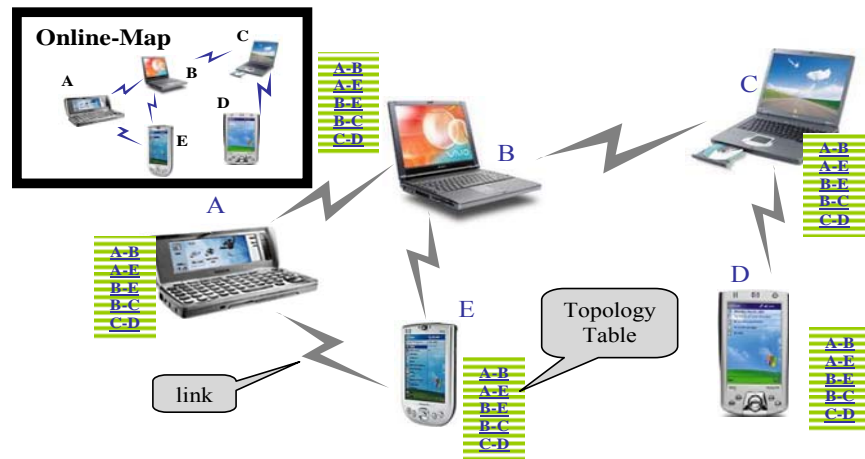 Online-Map
A
B
C
D
E
A-B
A-E
B-E
B-C
C-D
B
C
A-B
A-E
B-E
B-C
C-D
A
A-B
A-E
B-E
B-C
C-D
E
Topology
Table
D
link
A-B
A-E
B-E
B-C
C-D
A-B
A-E
B-E
B-C
C-D